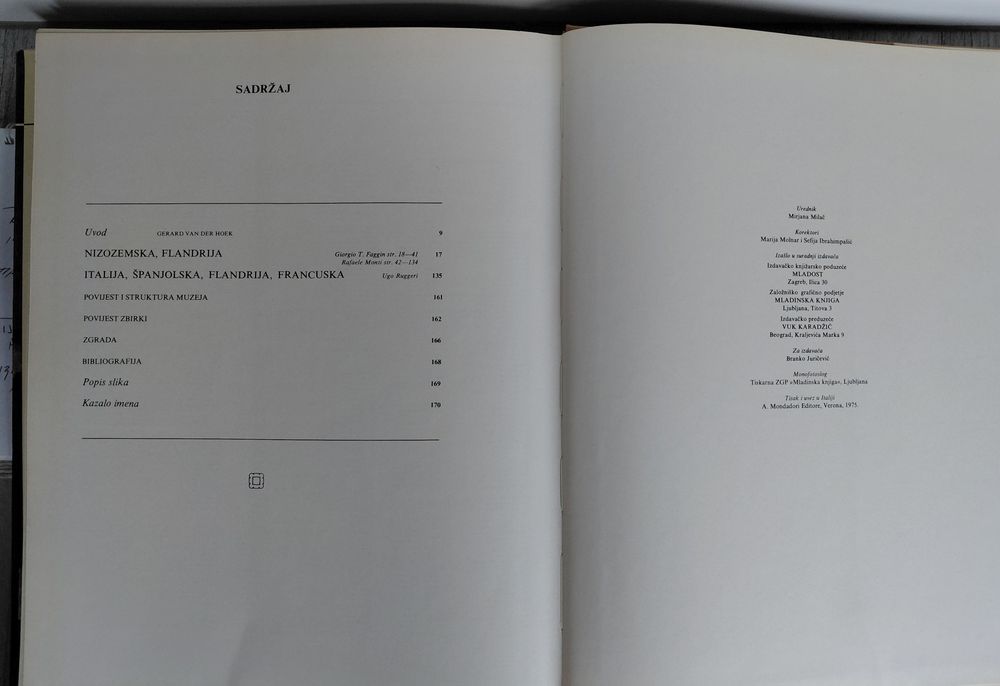 SADRŽAJ
Uvod GERARD VAN DER HOEK 9
NIZOZEMSKA, FLANDRIJA Giorgio T. Faggin str. 18—41 17
Rafaele Monti str. 42—134
ITALIJA, ŠPANJOLSKA, FLANDRIJA, FRANCUSKA Ugo Ruggeri 135
POVIJEST I STRUKTURA MUZEJA 161
POVIJEST ZBIRKI 162
ZGRADA 166
BIBLIOGRAFIJA 168
Popis slika 169
Kazalo imena 170
Urednik
Mirjana Milač
Korektori
Marija Molnar i Sefija Ibrahimpašić
Izašlo u suradnji izdavača
Izdavačko knjižarsko poduzeće
MLADOST
Zagreb, Ilica 30
Založniško grafično podjetje
MLADINSKA KNJIGA
Ljubljana, Titova 3
Izdavačko preduzeće
VUK KARADŽIĆ
Beograd, Kraljevića Marka 9
Za izdavača
Branko Juričević
Monofotoslog
Tiskarna ZGP »Mladinska knjiga«, Ljubljana
Tisak i uvez u Italiji
A. Mondadori Editore, Verona, 1975.